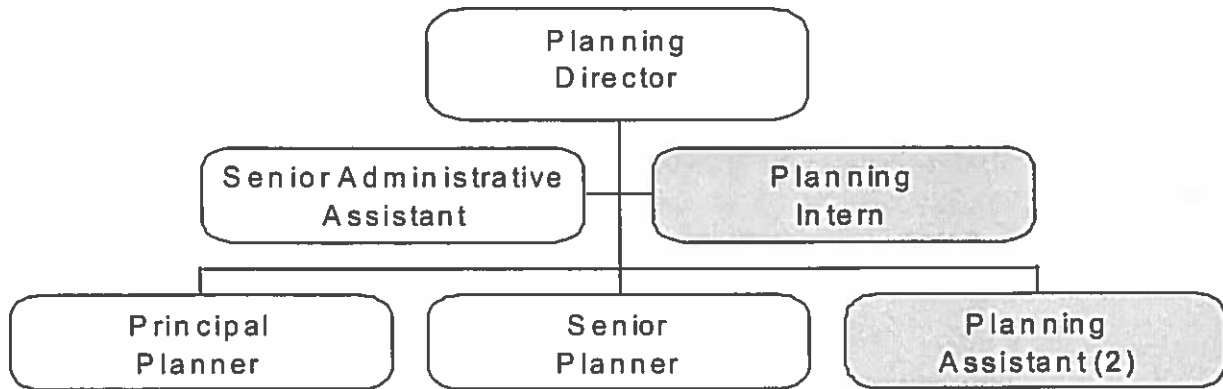 Planning
Director
Senior Administrative
Assistant
Planning
Intern
Principal
Planner
Senior
Planner
Planning
Assistant (2)